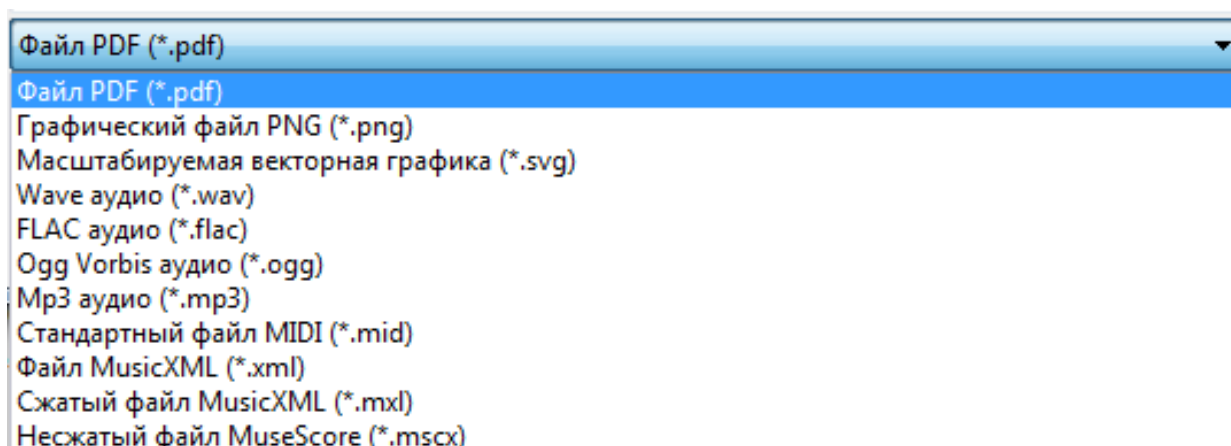 Файл PDF (*.pdf)
Файл PDF (*.pdf)
Графический файл PNG (*.png)
Масштабируемая векторная графика (*.svg)
Wave аудио (*.wav)
FLAC аудио (*.flac)
Ogg Vorbis аудио (*.ogg)
Mp3 аудио (*.mp3)
Стандартный файл MIDI (*.mid)
Файл MusicXML (*.xml)
Сжатый файл MusicXML (*.mxl)
Несжатый файл MuseScore (*.mscx)